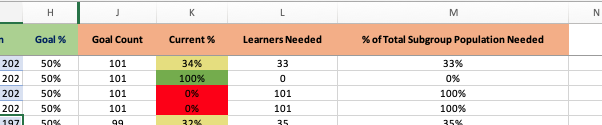 H J K L M N
n Goal % Goal Count Current % Learners Needed % of Total Subgroup Population Needed
202 50% 101 34% 33 33%
202 50% 101 100% 0 0%
202 50% 101 0% 101 100%
202 50% 101 0% 101 100%
197 50% 99 32% 35 35%